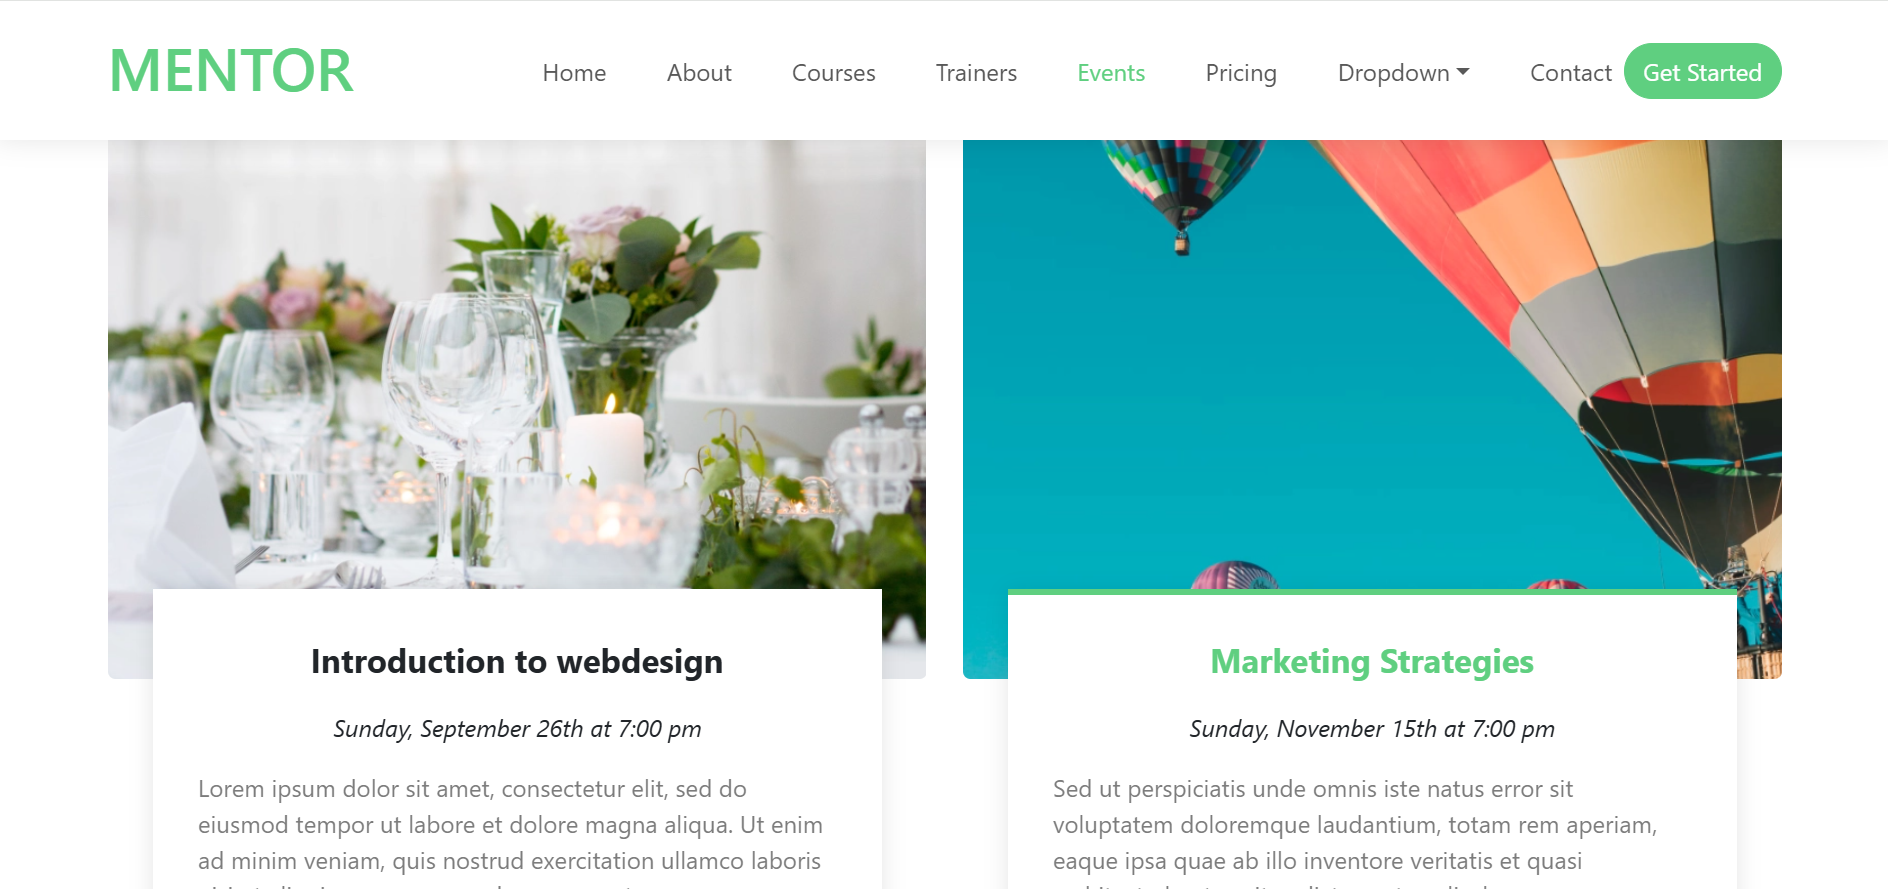 MENTOR
Home About Courses Trainers Events Pricing Dropdown Contact Get Started
Introduction to webdesign
Sunday, September 26th at 7:00 pm
Lorem ipsum dolor sit amet, consectetur elit, sed do
eiusmod tempor ut labore et dolore magna aliqua. Ut enim
ad minim veniam, quis nostrud exercitation ullamco laboris
Marketing Strategies
Sunday, November 15th at 7:00 pm
Sed ut perspiciatis unde omnis iste natus error sit
voluptatem doloremque laudantium, totam rem aperiam,
eaque ipsa quae ab illo inventore veritatis et quasi